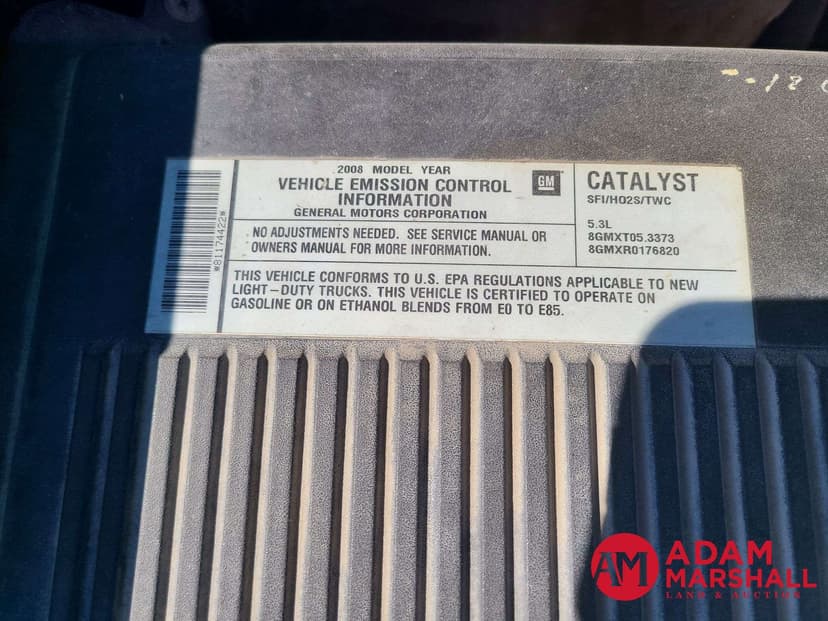 2008 MODEL YEAR
VEHICLE EMISSION CONTROL
INFORMATION
GENERAL MOTORS CORPORATION
GM
CATALYST
SFI/HO2S/TWC
NO ADJUSTMENTS NEEDED. SEE SERVICE MANUAL OR
OWNERS MANUAL FOR MORE INFORMATION.
5.3L
8GMXT05.3373
8GMXR0176820
THIS VEHICLE CONFORMS TO U.S. EPA REGULATIONS APPLICABLE TO NEW
LIGHT-DUTY TRUCKS. THIS VEHICLE IS CERTIFIED TO OPERATE ON
GASOLINE OR ON ETHANOL BLENDS FROM E0 TO E85.
*81174422*
AM
ADAM
MARSHALL
LAND & AUCTION